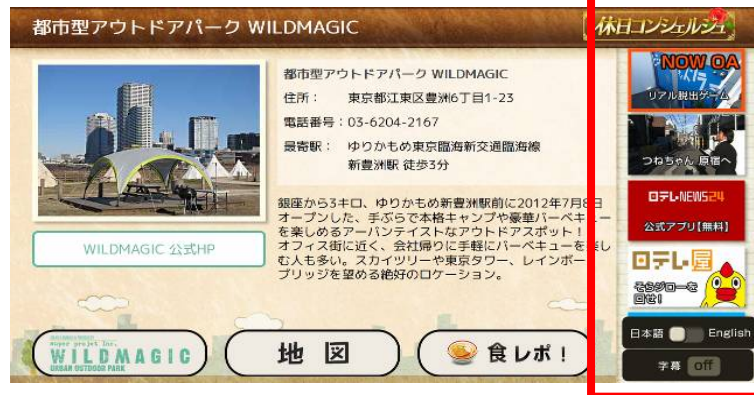 都市型アウトドアパーク WILDMAGIC
休日コンシェルジュ
都市型アウトドアパーク WILDMAGIC
住所： 東京都江東区豊洲6丁目1-23
電話番号：03-6204-2167
最寄駅： ゆりかもめ東京臨海新交通臨海線
新豊洲駅 徒歩3分
銀座から3キロ、ゆりかもめ新豊洲駅前に2012年7月8日
オープンした、手ぶらで本格キャンプや豪華バーベキュー
を楽しめるアーバンテイストなアウトドアスポット！
オフィス街に近く、会社帰りに手軽にバーベキューを楽し
む人も多い。スカイツリーや東京タワー、レインボー
ブリッジを望める絶好のロケーション。
WILDMAGIC 公式HP
super projet Inc.
WILDMAGIC
URBAN OUTDOOR PARK
地図
食レポ！
NOW OA
リアル脱出ゲーム
つねちゃん 原宿へ
日テレNEWS24
公式アプリ【無料】
日テレ屋
そらジローを
回せ！
日本語 English
字幕 off